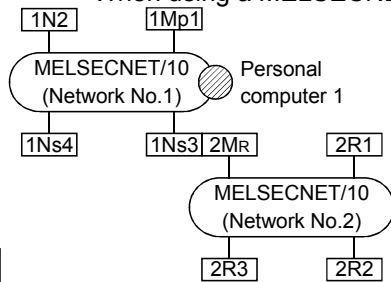 When using a MELSECNE
1N2 1Mp1
MELSECNET/10
(Network No.1)
Personal
computer 1
1Ns4 1Ns3 2MR 2R1
MELSECNET/10
(Network No.2)
2R3 2R2